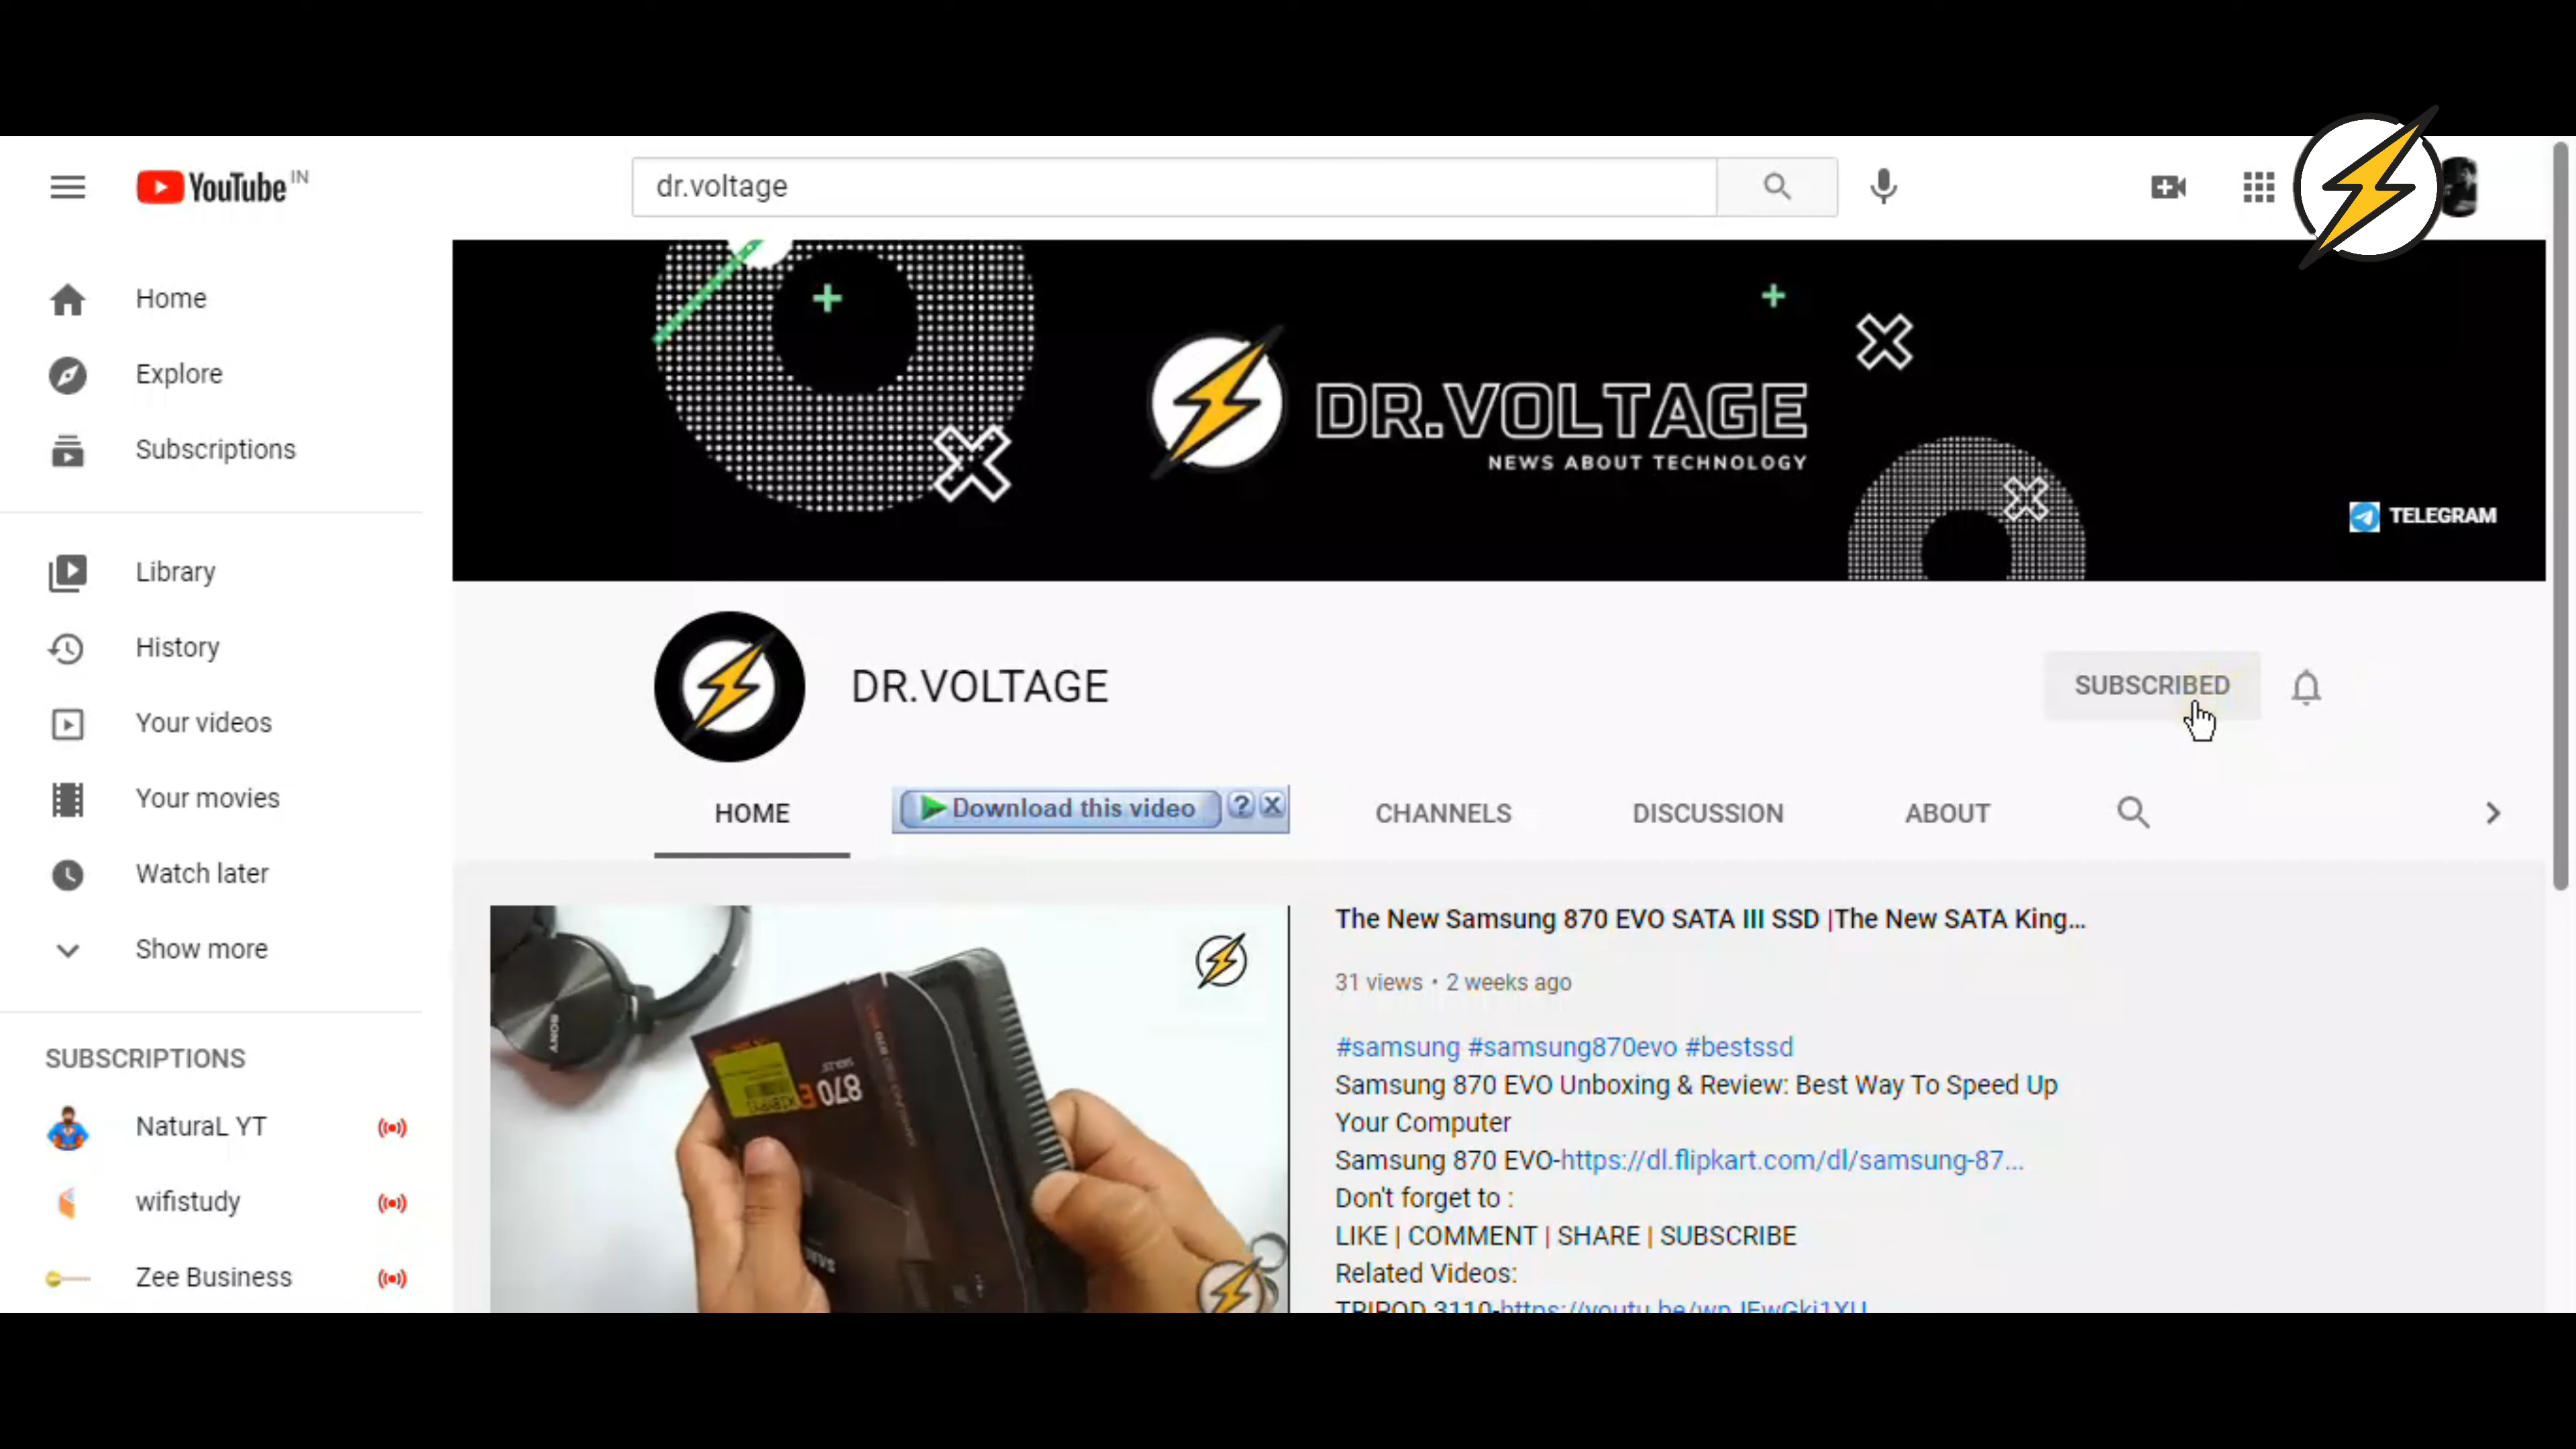 YouTube IN
dr.voltage
Home
Explore
Subscriptions
Library
History
Your videos
Your movies
Watch later
Show more
SUBSCRIPTIONS
NaturaL YT
wifistudy
Zee Business
DR.VOLTAGE
NEWS ABOUT TECHNOLOGY
TELEGRAM
DR.VOLTAGE
SUBSCRIBED
HOME
Download this video
?
CHANNELS
DISCUSSION
ABOUT
SONY
870 E
The New Samsung 870 EVO SATA III SSD |The New SATA King...
31 views • 2 weeks ago
#samsung #samsung870evo #bestssd
Samsung 870 EVO Unboxing & Review: Best Way To Speed Up
Your Computer
Samsung 870 EVO-https://dl.flipkart.com/dl/samsung-87...
Don't forget to :
LIKE | COMMENT | SHARE | SUBSCRIBE
Related Videos: